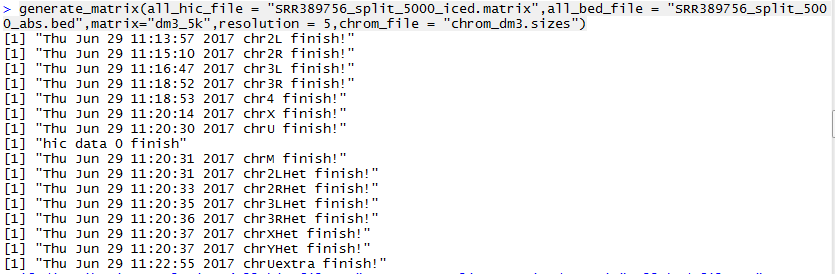 > generate_matrix(all_hic_file = "SRR389756_split_5000_iced.matrix",all_bed_file = "SRR389756_split_500
0_abs.bed",matrix="dm3_5k",resolution = 5,chrom_file = "chrom_dm3.sizes")
[1] "Thu Jun 29 11:13:57 2017 chr2L finish!"
[1] "Thu Jun 29 11:15:10 2017 chr2R finish!"
[1] "Thu Jun 29 11:16:47 2017 chr3L finish!"
[1] "Thu Jun 29 11:18:52 2017 chr3R finish!"
[1] "Thu Jun 29 11:18:53 2017 chr4 finish!"
[1] "Thu Jun 29 11:20:14 2017 chrX finish!"
[1] "Thu Jun 29 11:20:30 2017 chrU finish!"
[1] "hic data 0 finish"
[1] "Thu Jun 29 11:20:31 2017 chrM finish!"
[1] "Thu Jun 29 11:20:31 2017 chr2LHet finish!"
[1] "Thu Jun 29 11:20:33 2017 chr2RHet finish!"
[1] "Thu Jun 29 11:20:35 2017 chr3LHet finish!"
[1] "Thu Jun 29 11:20:36 2017 chr3RHet finish!"
[1] "Thu Jun 29 11:20:37 2017 chrXHet finish!"
[1] "Thu Jun 29 11:20:37 2017 chrYHet finish!"
[1] "Thu Jun 29 11:22:55 2017 chrUextra finish!"